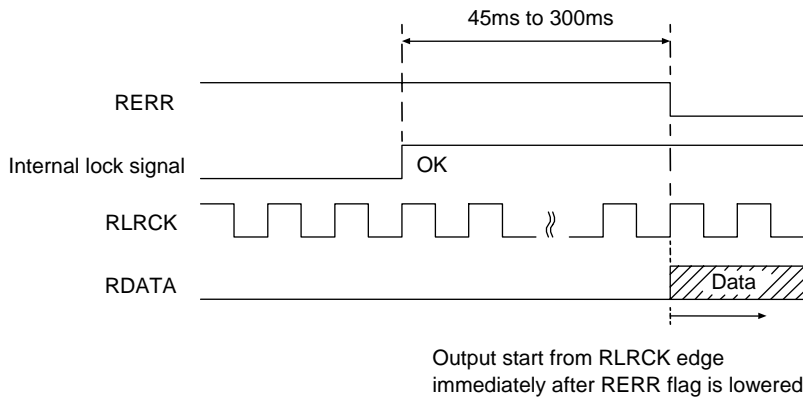 45ms to 300ms
RERR
Internal lock signal
OK
RLRCK
RDATA
Data
Output start from RLRCK edge
immediately after RERR flag is lowered